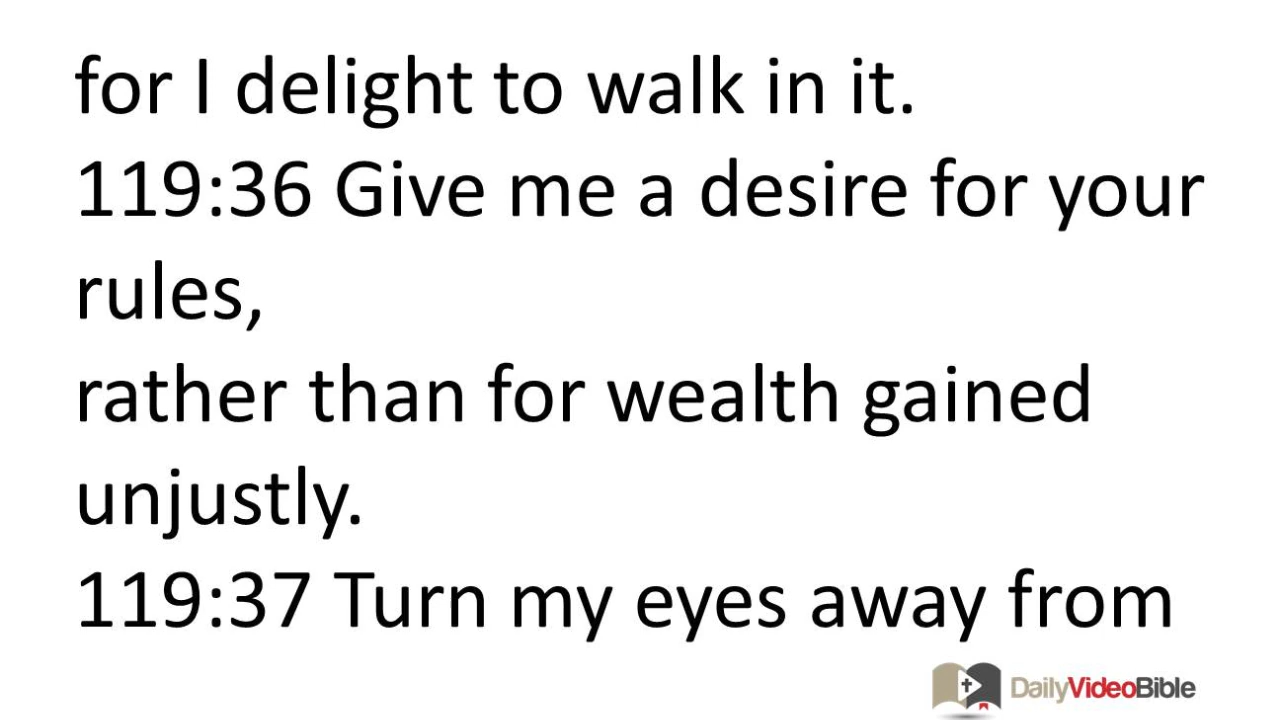 for I delight to walk in it.
119:36 Give me a desire for your
rules,
rather than for wealth gained
unjustly.
119:37 Turn my eyes away from
DailyVideoBible